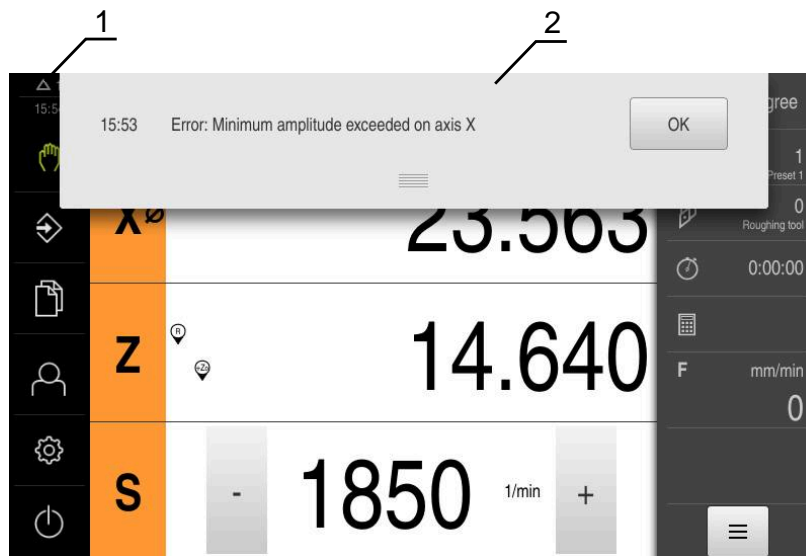 1
2
15:53 Error: Minimum amplitude exceeded on axis X OK
1
Preset 1
X 23.563
0
Roughing tool
0:00:00
Z R 14.640
F mm/min
0
S - 1850 1/min +